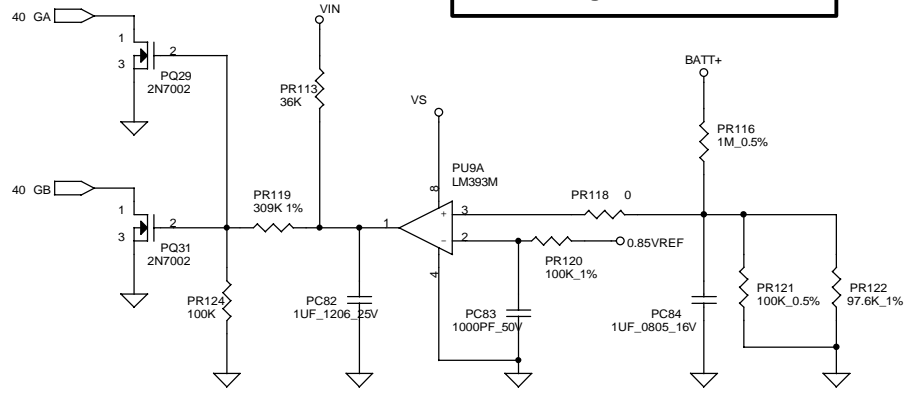 40 GA
1
2
3
PQ29
2N7002
VIN
PR113
36K
VS
BATT+
PR116
1M_0.5%
PU9A
LM393M
8
40 GB
1
2
3
PQ31
2N7002
PR119
309K 1%
1
+
3
-
2
4
PR118 0
0.85VREF
PR120
100K_1%
PR124
100K
PC82
1UF_1206_25V
PC83
1000PF_50V
PC84
1UF_0805_16V
PR121
100K_0.5%
PR122
97.6K_1%